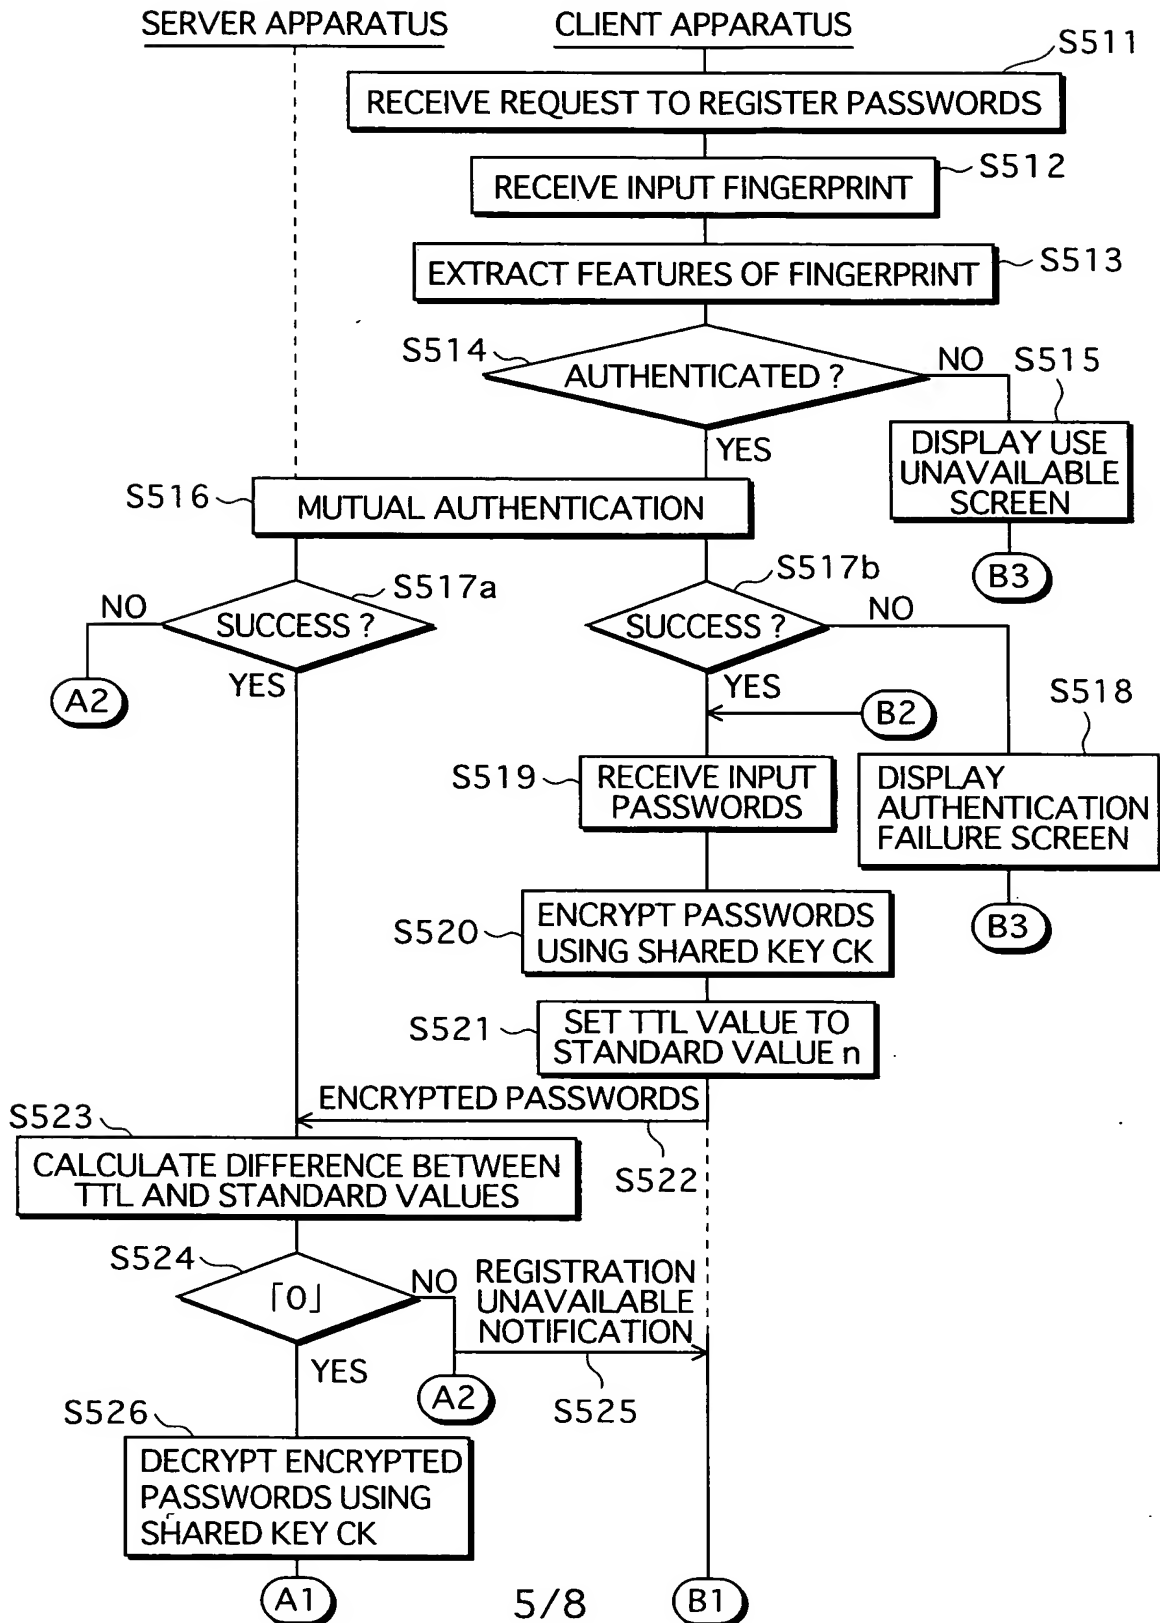 SERVER APPARATUS
CLIENT APPARATUS
S511
RECEIVE REQUEST TO REGISTER PASSWORDS
S512
RECEIVE INPUT FINGERPRINT
S513
EXTRACT FEATURES OF FINGERPRINT
S514
AUTHENTICATED ?
NO
S515
YES
DISPLAY USE
UNAVAILABLE
SCREEN
B3
S516
MUTUAL AUTHENTICATION
S517a
NO
SUCCESS ?
YES
A2
S517b
SUCCESS ?
NO
YES
B2
S518
DISPLAY
AUTHENTICATION
FAILURE SCREEN
B3
S519
RECEIVE INPUT
PASSWORDS
S520
ENCRYPT PASSWORDS
USING SHARED KEY CK
S521
SET TTL VALUE TO
STANDARD VALUE n
ENCRYPTED PASSWORDS
S522
S523
CALCULATE DIFFERENCE BETWEEN
TTL AND STANDARD VALUES
S524
「0」
NO
YES
REGISTRATION
UNAVAILABLE
NOTIFICATION
A2
S525
S526
DECRYPT ENCRYPTED
PASSWORDS USING
SHARED KEY CK
A1
5/8
B1